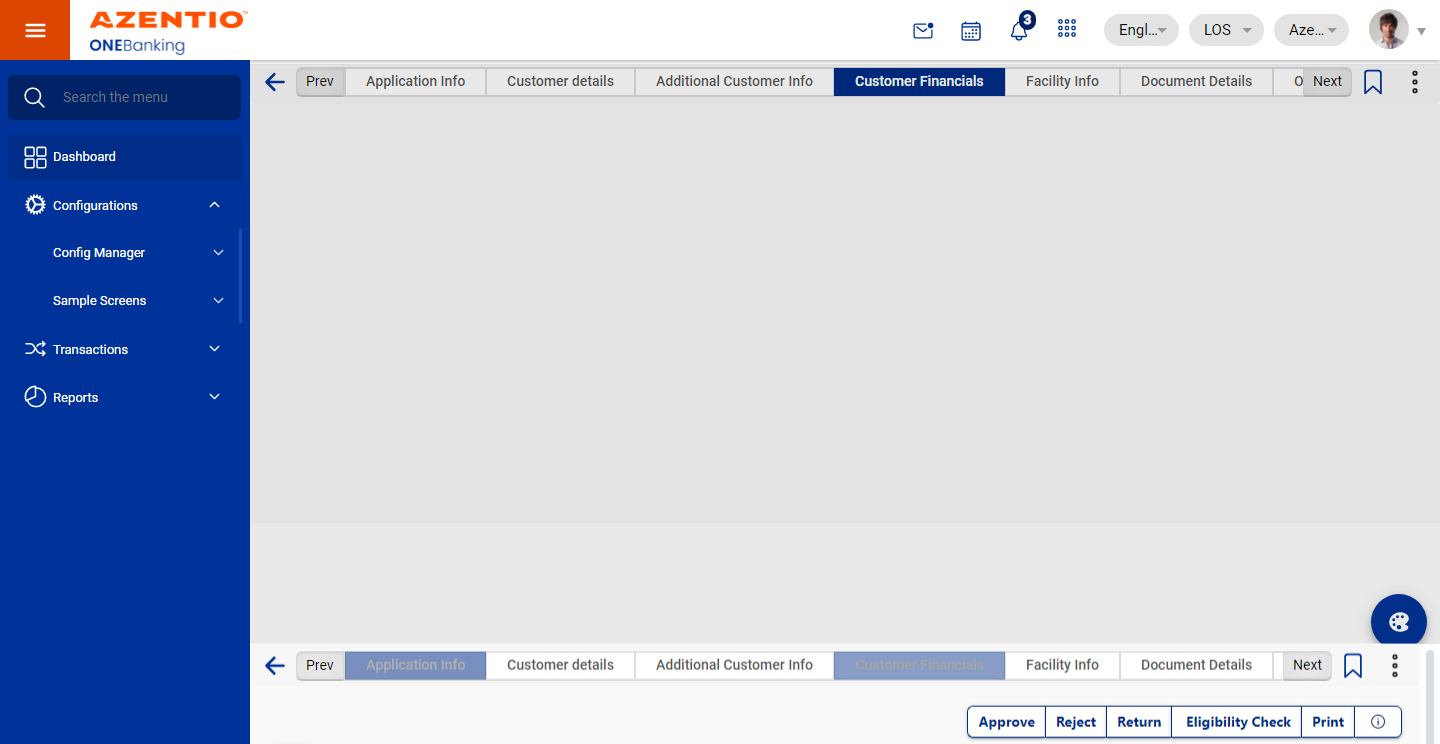 AZENTIO™
ONEBanking
3
Engl...
LOS
Aze...
Search the menu
Dashboard
Configurations
Config Manager
Sample Screens
Transactions
Reports
Prev
Application Info
Customer details
Additional Customer Info
Customer Financials
Facility Info
Document Details
O
Next
Prev
Application Info
Customer details
Additional Customer Info
Customer Financials
Facility Info
Document Details
Next
Approve
Reject
Return
Eligibility Check
Print